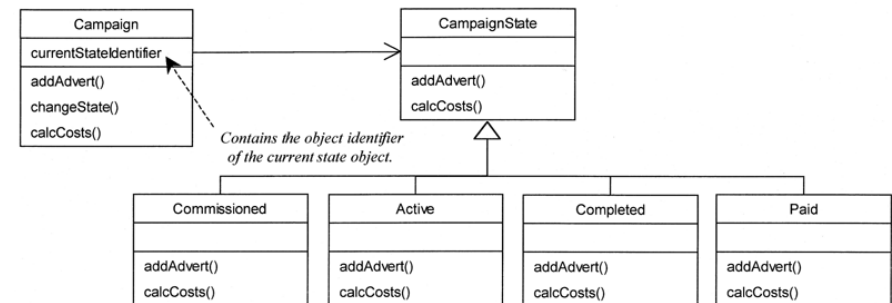 Campaign
currentStateIdentifier
addAdvert()
changeState()
calcCosts()
CampaignState
addAdvert()
calcCosts()
Contains the object identifier
of the current state object.
Commissioned
addAdvert()
calcCosts()
Active
addAdvert()
calcCosts()
Completed
addAdvert()
calcCosts()
Paid
addAdvert()
calcCosts()